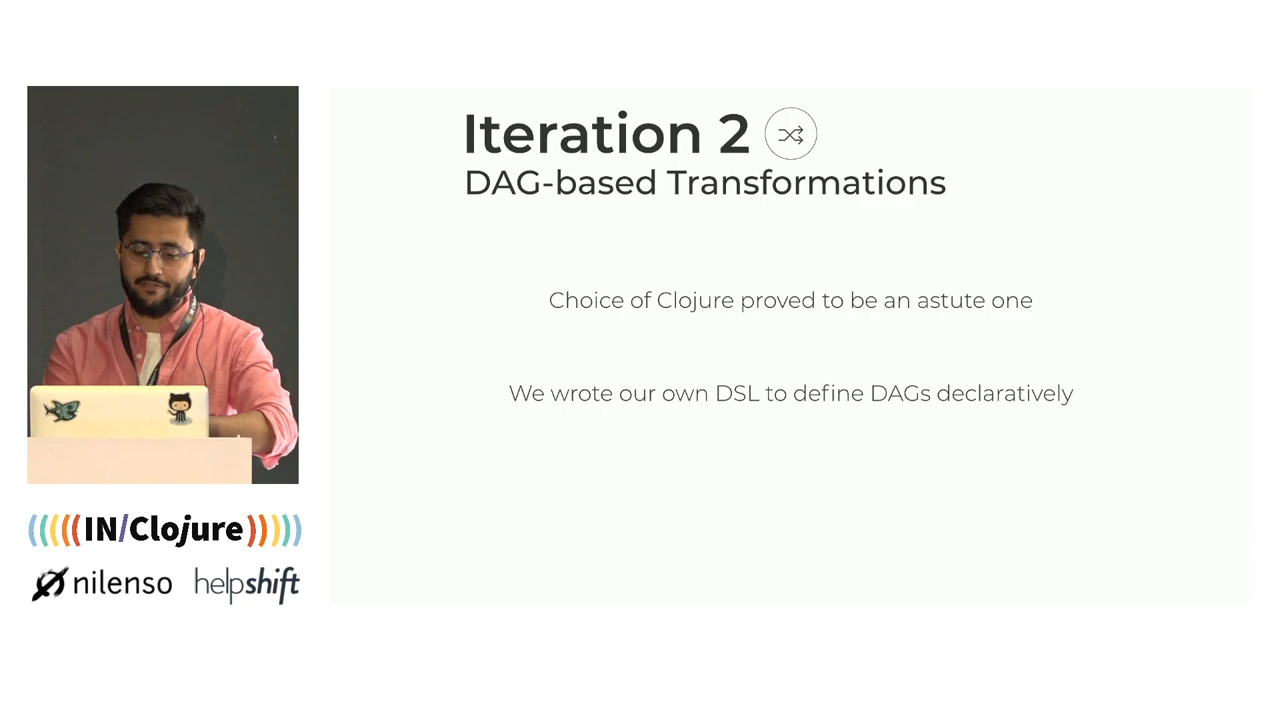 Iteration 2
DAG-based Transformations
Choice of Clojure proved to be an astute one
We wrote our own DSL to define DAGs declaratively
(((((IN/Clojure)))))
nilenso
helpshift